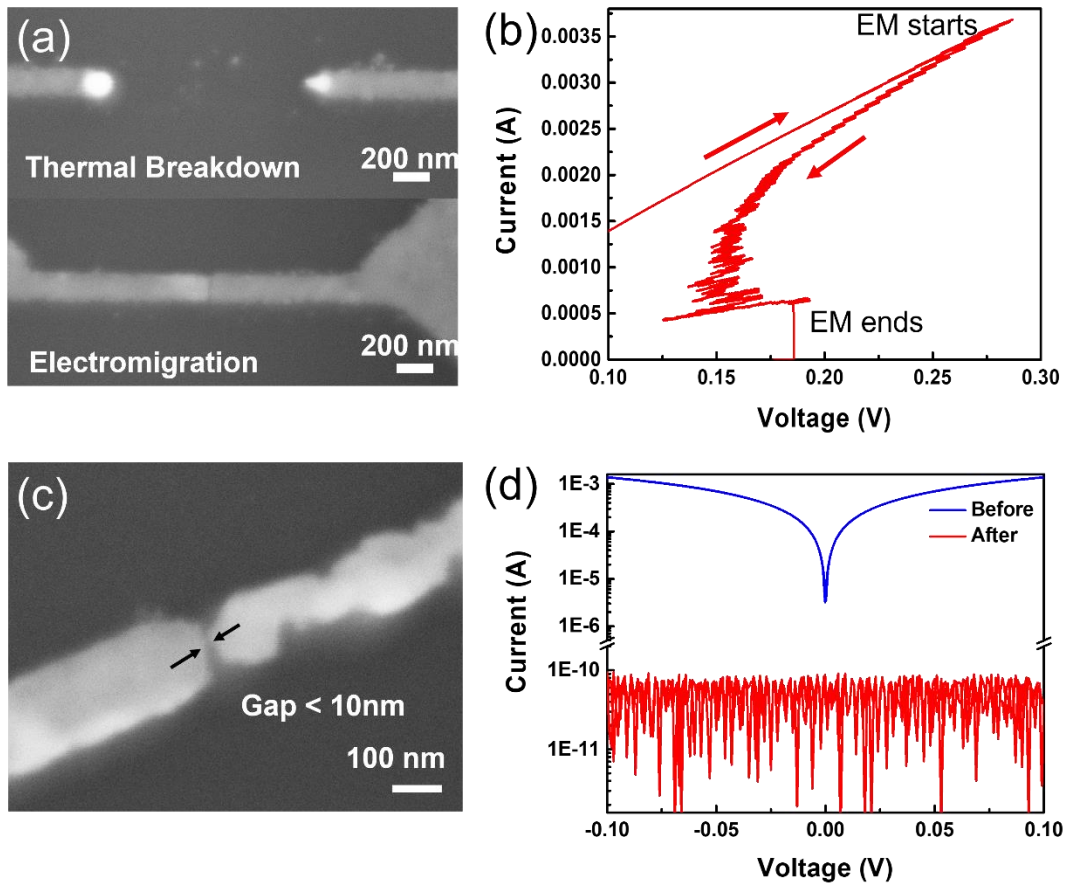 (a)
Thermal Breakdown
200 nm
Electromigration
200 nm
(b)
EM starts
EM ends
Current (A)
0.0035
0.0030
0.0025
0.0020
0.0015
0.0010
0.0005
0.0000
0.10 0.15 0.20 0.25 0.30
Voltage (V)
(c)
Gap < 10nm
100 nm
(d)
Before
After
Current (A)
1E-3
1E-4
1E-5
1E-6
1E-10
1E-11
-0.10 -0.05 0.00 0.05 0.10
Voltage (V)